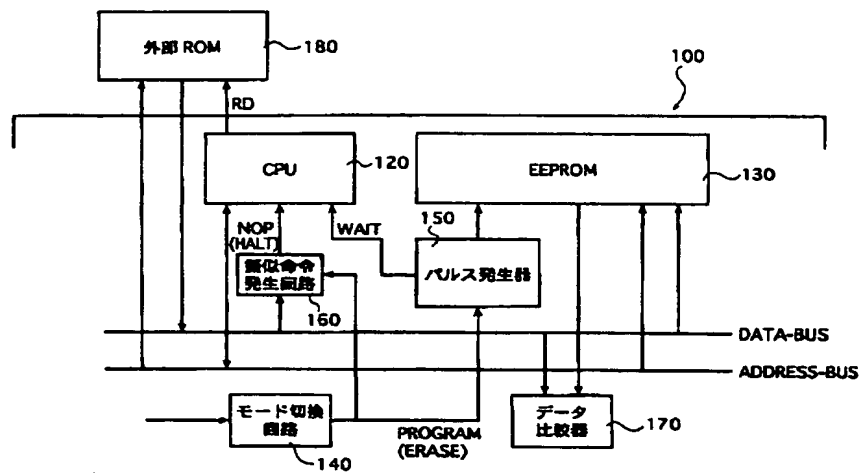 外部 ROM
180
100
RD
CPU
120
EEPROM
130
150
NOP
(HALT)
WAIT
疑似命令
発生回路
160
パルス発生器
DATA-BUS
ADDRESS-BUS
モード切換
回路
140
PROGRAM
(ERASE)
データ
比較器
170